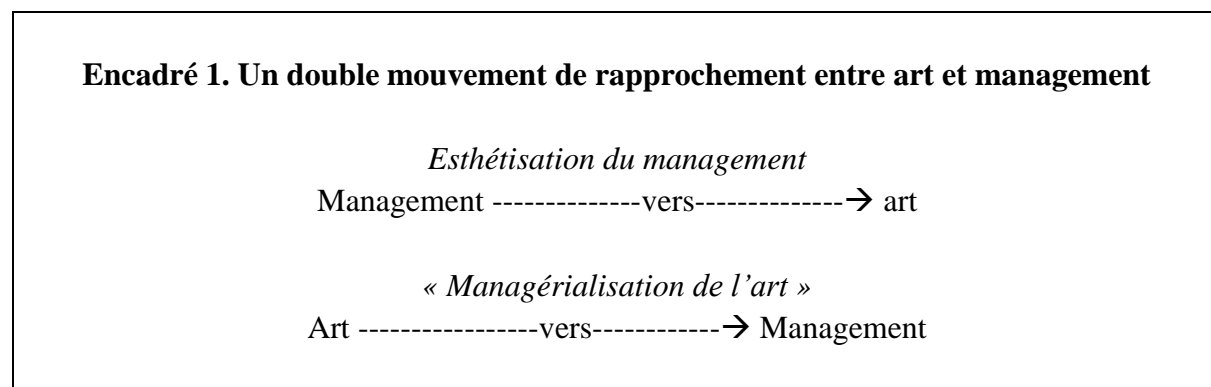 Encadré 1. Un double mouvement de rapprochement entre art et management
Esthétisation du management
Management --------------vers--------------→ art
« Managérialisation de l’art »
Art -----------------vers------------→ Management